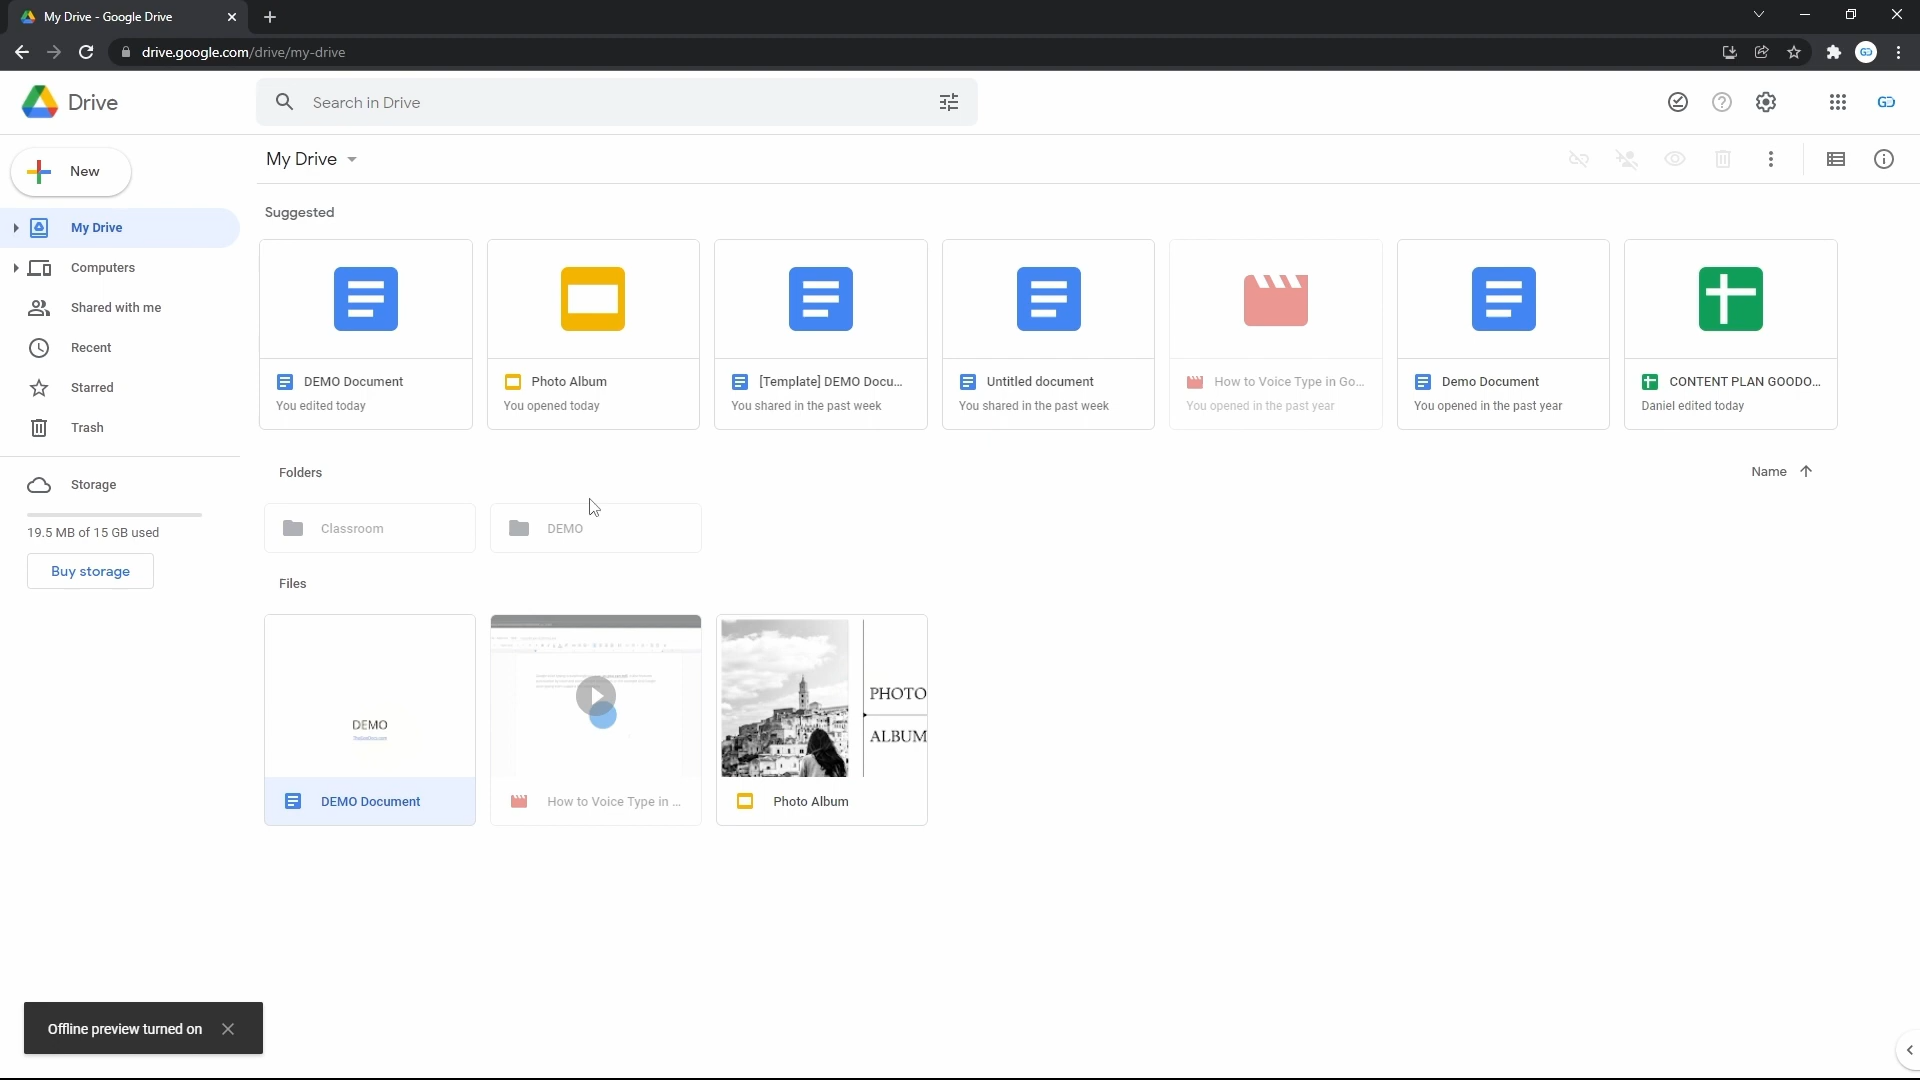 My Drive - Google Drive
drive.google.com/drive/my-drive
Drive
Search in Drive
New
My Drive
Suggested
My Drive
Computers
Shared with me
Recent
Starred
Trash
Storage
19.5 MB of 15 GB used
Buy storage
DEMO Document
You edited today
Photo Album
You opened today
[Template] DEMO Docu...
You shared in the past week
Untitled document
You shared in the past week
How to Voice Type in Go...
You opened in the past year
Demo Document
You opened in the past year
CONTENT PLAN GOODO...
Daniel edited today
Folders
Name
Classroom
DEMO
Files
DEMO
DEMO Document
How to Voice Type in ...
PHOTO
ALBUM
Photo Album
Offline preview turned on